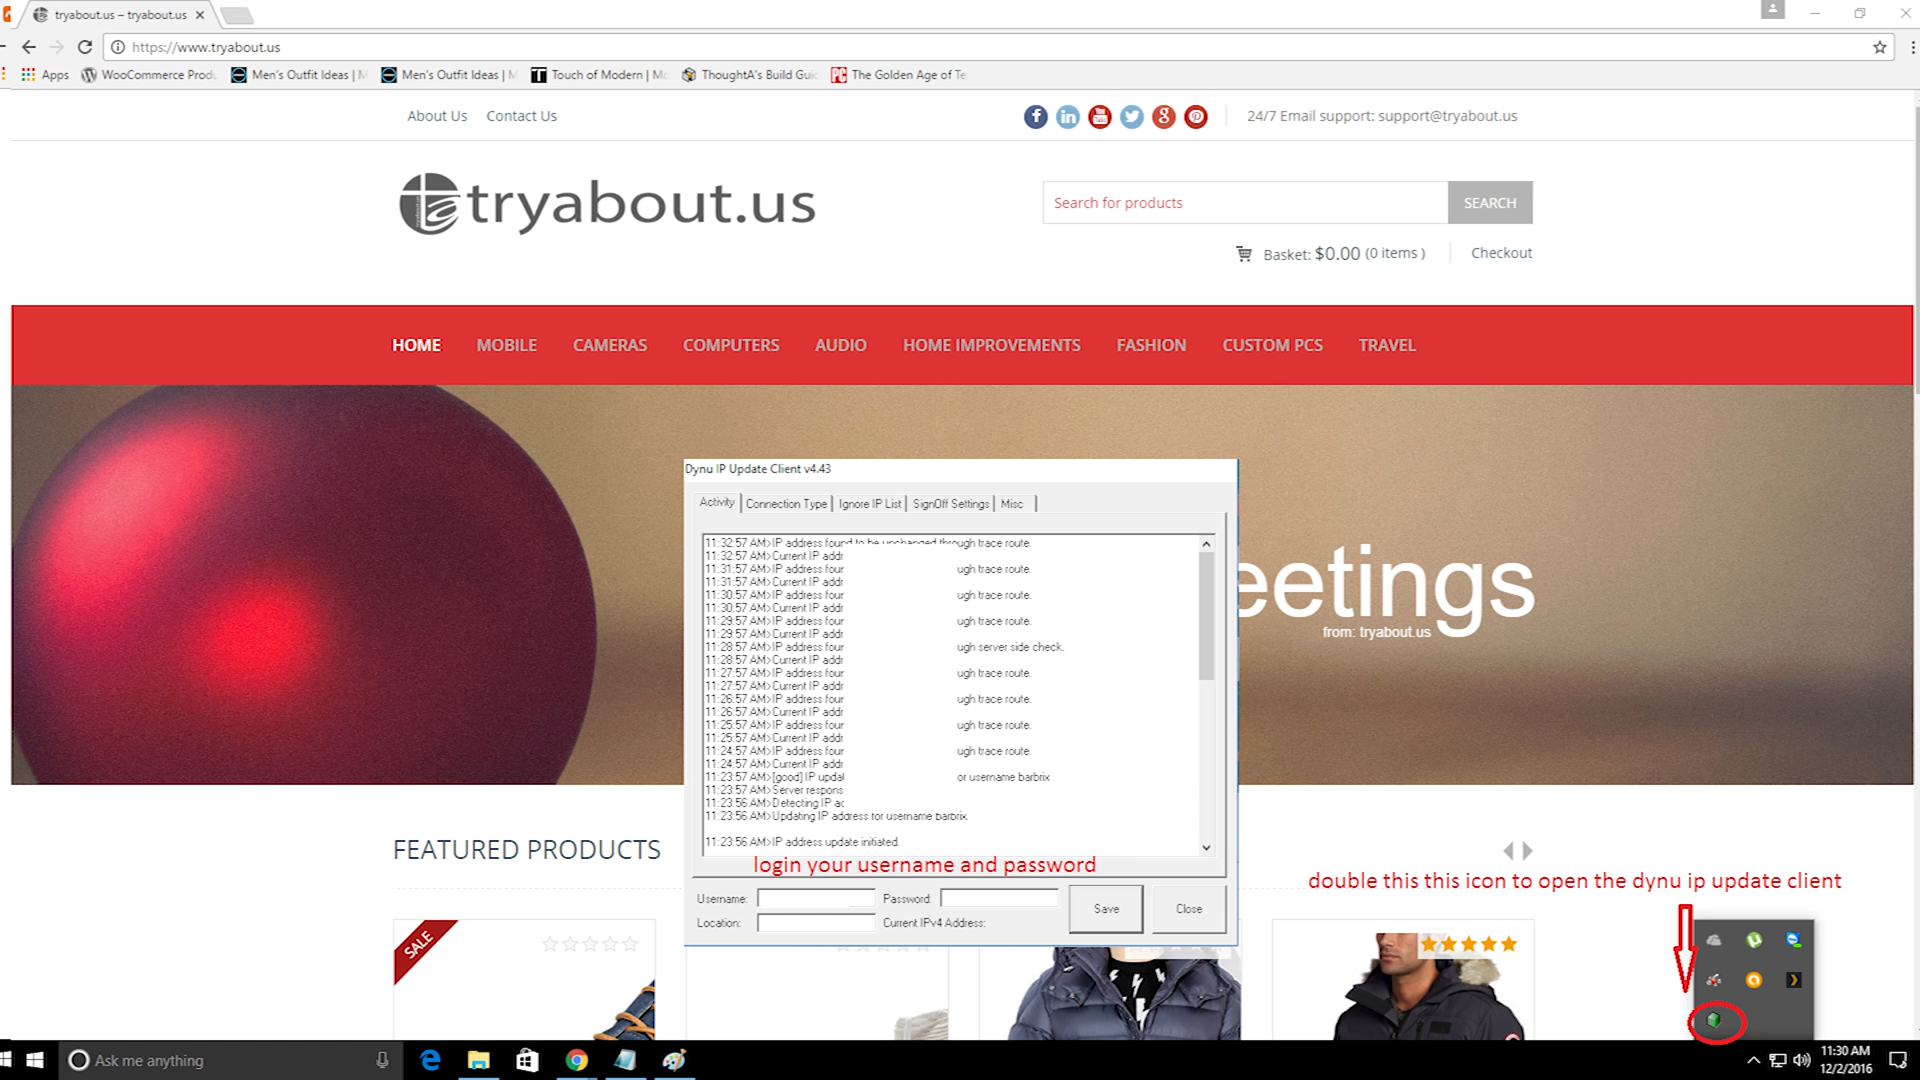 tryabout.us – tryabout.us
https://www.tryabout.us
Apps WooCommerce Prod Men's Outfit Ideas | M Men's Outfit Ideas | M Touch of Modern | Mo ThoughtA's Build Gui The Golden Age of Te
About Us Contact Us
24/7 Email support: support@tryabout.us
tryabout.us
Search for products SEARCH
Basket: $0.00 (0 items ) Checkout
HOME MOBILE CAMERAS COMPUTERS AUDIO HOME IMPROVEMENTS FASHION CUSTOM PCS TRAVEL
eetings
from: tryabout.us
Dynu IP Update Client v4.43
Activity Connection Type Ignore IP List SignOff Settings Misc
11:32:57 AM>IP address found to be unchanged through trace route.
11:32:57 AM>Current IP addr
11:31:57 AM>IP address four ugh trace route.
11:31:57 AM>Current IP addr
11:30:57 AM>IP address four ugh trace route.
11:30:57 AM>Current IP addr
11:29:57 AM>IP address four ugh trace route.
11:29:57 AM>Current IP addr
11:28:57 AM>IP address four ugh server side check.
11:28:57 AM>Current IP addr
11:27:57 AM>IP address four ugh trace route.
11:27:57 AM>Current IP addr
11:26:57 AM>IP address four ugh trace route.
11:26:57 AM>Current IP addr
11:25:57 AM>IP address four ugh trace route.
11:25:57 AM>Current IP addr
11:24:57 AM>IP address four ugh trace route.
11:24:57 AM>Current IP addr
11:23:57 AM>[good] IP updat or username barbrix
11:23:57 AM>Server respons
11:23:56 AM>Detecting IP ac
11:23:56 AM>Updating IP address for username barbrix.
11:23:56 AM>IP address update initiated.
login your username and password
Username: Password: Save Close
Location: Current IPv4 Address:
FEATURED PRODUCTS
double this this icon to open the dynu ip update client
SALE
Ask me anything
11:30 AM
12/2/2016